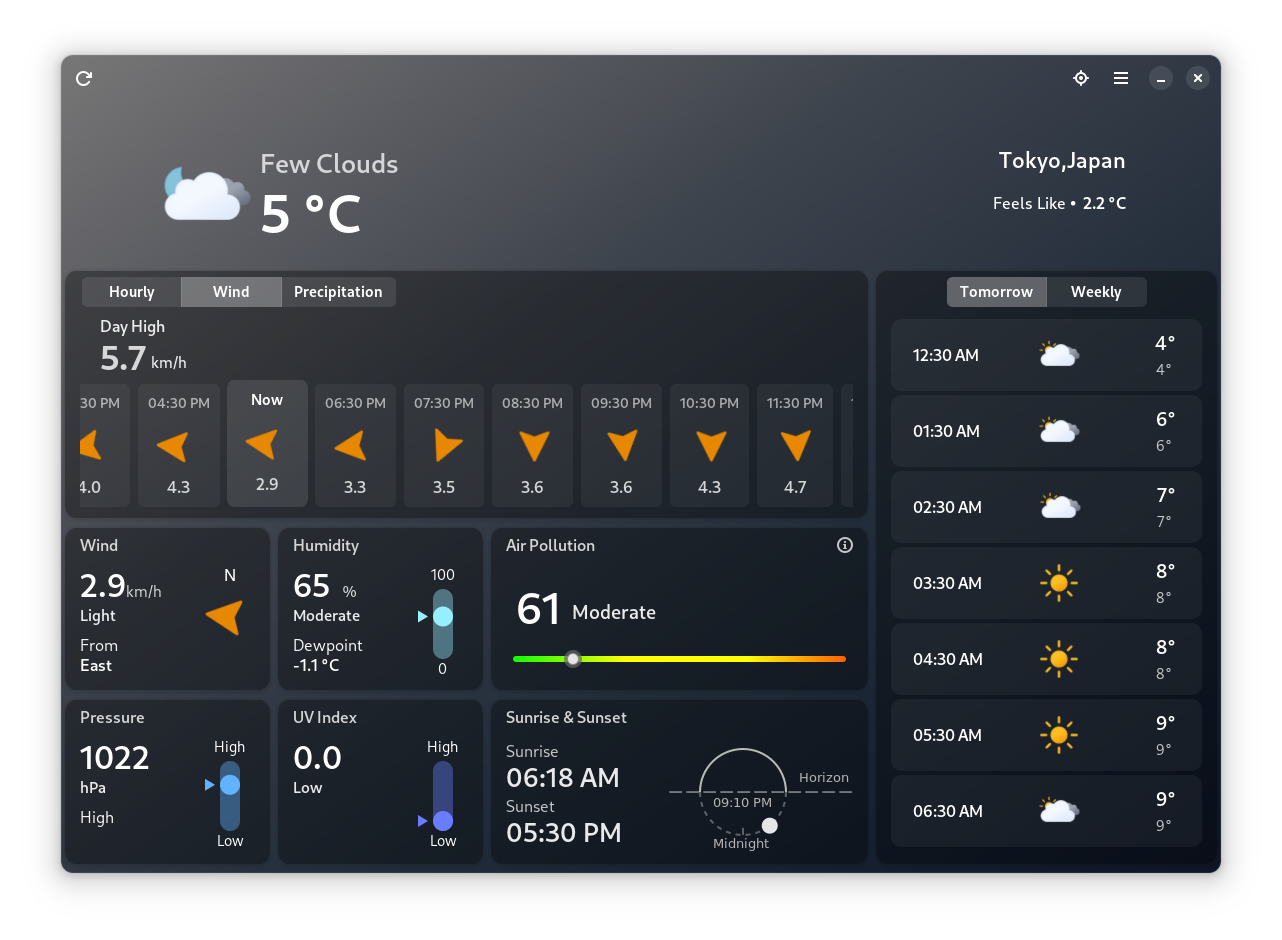 Few Clouds
5 °C
Tokyo,Japan
Feels Like • 2.2 °C
Hourly Wind Precipitation
Day High
5.7 km/h
30 PM 04:30 PM Now 06:30 PM 07:30 PM 08:30 PM 09:30 PM 10:30 PM 11:30 PM
4.0 4.3 2.9 3.3 3.5 3.6 3.6 4.3 4.7
Tomorrow Weekly
12:30 AM 4°
4°
01:30 AM 6°
6°
02:30 AM 7°
7°
03:30 AM 8°
8°
04:30 AM 8°
8°
05:30 AM 9°
9°
06:30 AM 9°
9°
Wind
2.9km/h
N
Light
From
East
Humidity
65 %
100
Moderate
Dewpoint
-1.1 °C
0
Air Pollution
61 Moderate
Pressure
1022
High
hPa
High
Low
UV Index
0.0
High
Low
Low
Sunrise & Sunset
Sunrise
06:18 AM
Sunset
05:30 PM
Horizon
09:10 PM
Midnight